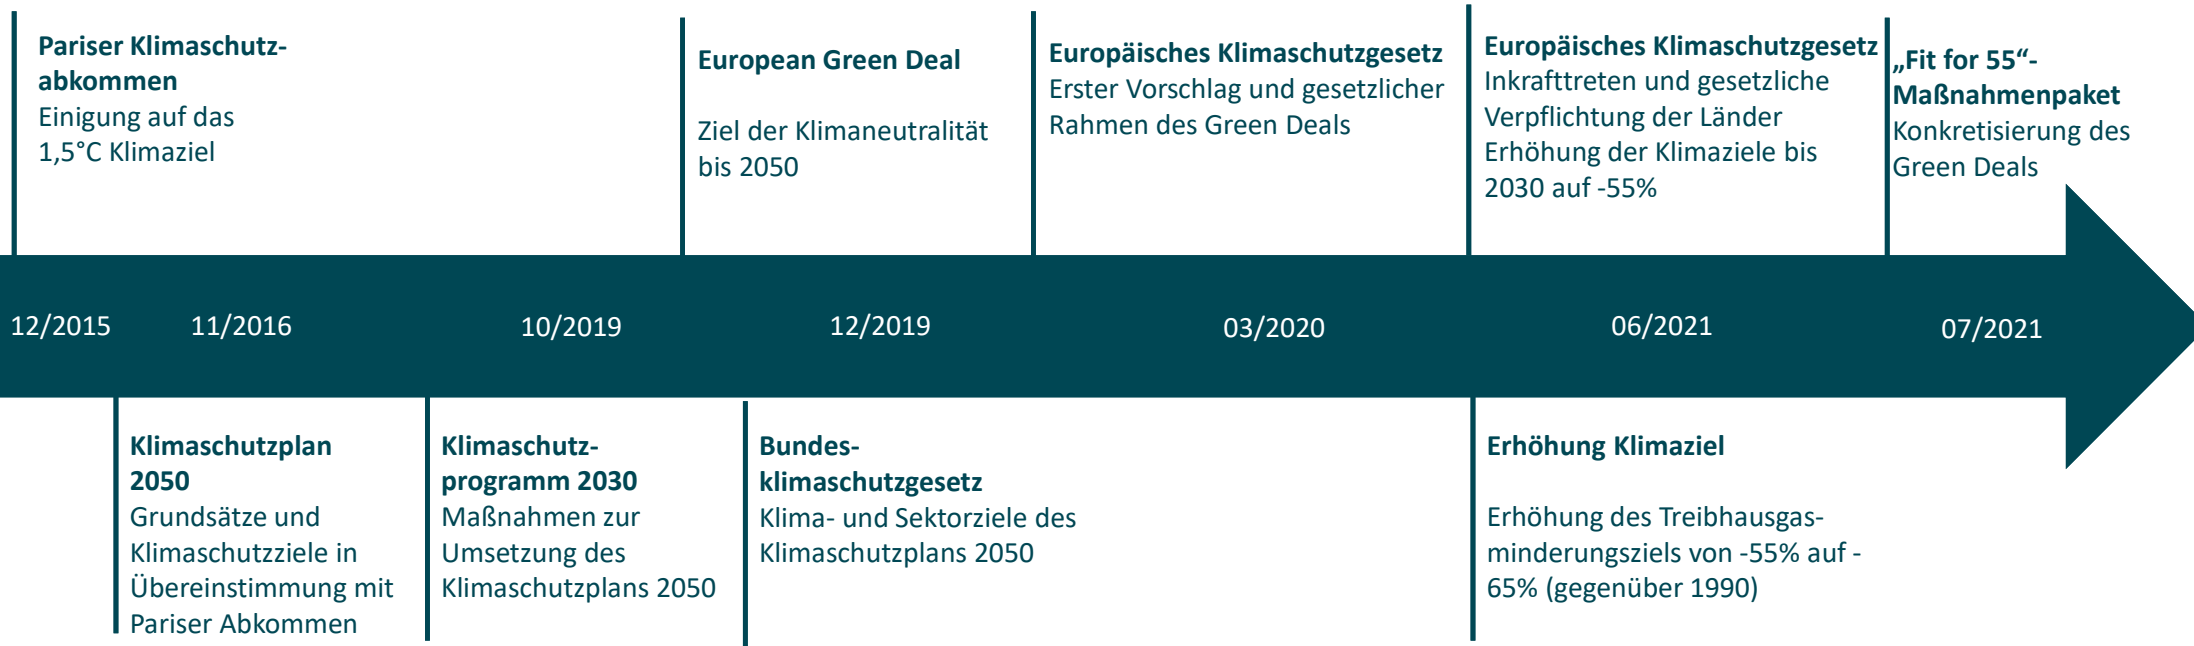 Pariser Klimaschutz-
abkommen
Einigung auf das
1,5°C Klimaziel
European Green Deal
Ziel der Klimaneutralität
bis 2050
Europäisches Klimaschutzgesetz
Erster Vorschlag und gesetzlicher
Rahmen des Green Deals
Europäisches Klimaschutzgesetz
Inkrafttreten und gesetzliche
Verpflichtung der Länder
Erhöhung der Klimaziele bis
2030 auf -55%
„Fit for 55“-
Maßnahmenpaket
Konkretisierung des
Green Deals
12/2015
11/2016
10/2019
12/2019
03/2020
06/2021
07/2021
Klimaschutzplan
2050
Grundsätze und
Klimaschutzziele in
Übereinstimmung mit
Pariser Abkommen
Klimaschutz-
programm 2030
Maßnahmen zur
Umsetzung des
Klimaschutzplans 2050
Bundes-
klimaschutzgesetz
Klima- und Sektorziele des
Klimaschutzplans 2050
Erhöhung Klimaziel
Erhöhung des Treibhausgas-
minderungsziels von -55% auf -
65% (gegenüber 1990)